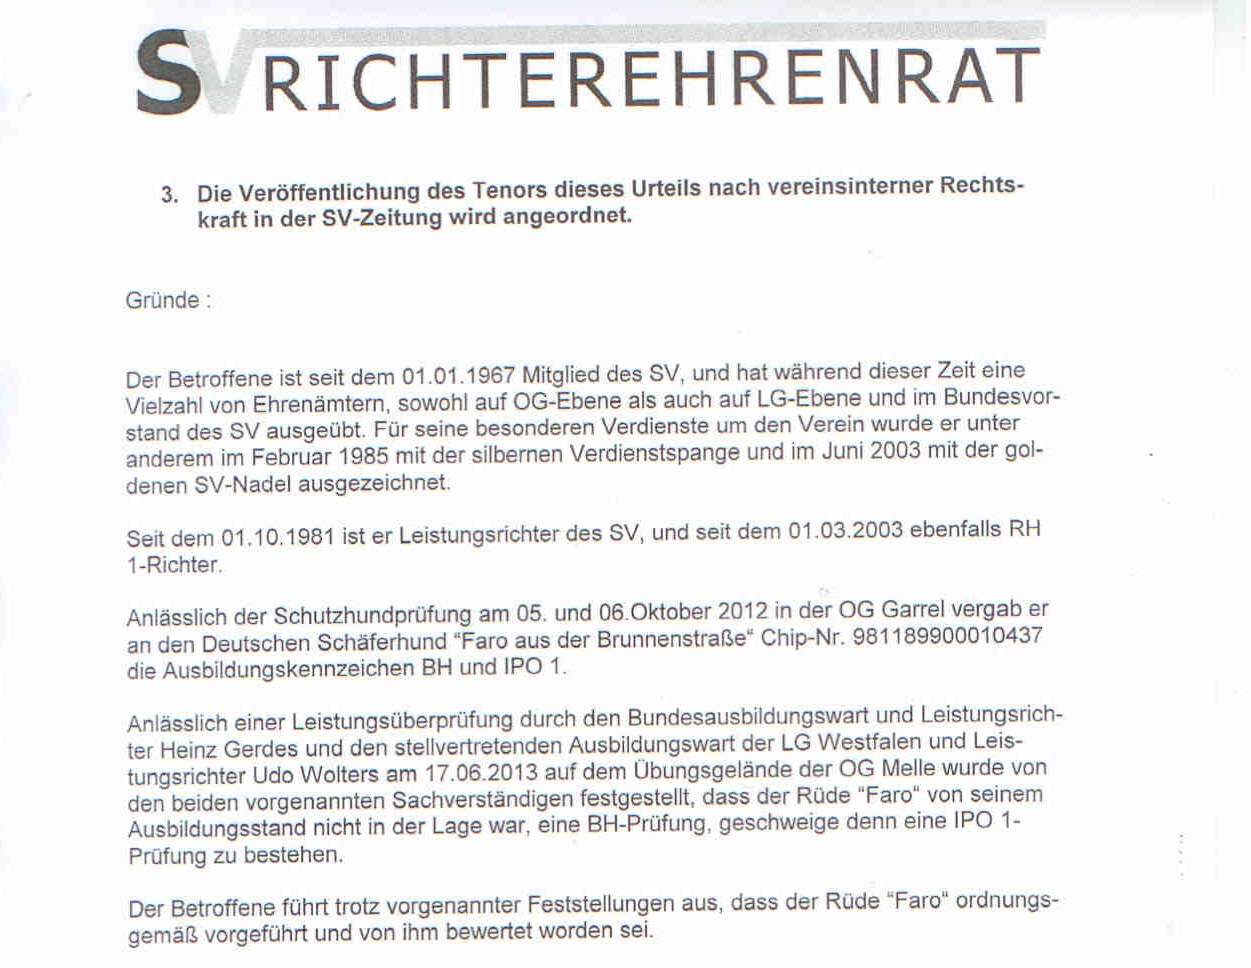 SV RICHTEREHRENRAT
3. Die Veröffentlichung des Tenors dieses Urteils nach vereinsinterner Rechts-
kraft in der SV-Zeitung wird angeordnet.
Gründe :
Der Betroffene ist seit dem 01.01.1967 Mitglied des SV, und hat während dieser Zeit eine
Vielzahl von Ehrenämtern, sowohl auf OG-Ebene als auch auf LG-Ebene und im Bundesvor-
stand des SV ausgeübt. Für seine besonderen Verdienste um den Verein wurde er unter
anderem im Februar 1985 mit der silbernen Verdienstspange und im Juni 2003 mit der gol-
denen SV-Nadel ausgezeichnet.
Seit dem 01.10.1981 ist er Leistungsrichter des SV, und seit dem 01.03.2003 ebenfalls RH
1-Richter.
Anlässlich der Schutzhundprüfung am 05. und 06.Oktober 2012 in der OG Garrel vergab er
an den Deutschen Schäferhund "Faro aus der Brunnenstraße“ Chip-Nr. 981189900010437
die Ausbildungskennzeichen BH und IPO 1.
Anlässlich einer Leistungsüberprüfung durch den Bundesausbildungswart und Leistungsrich-
ter Heinz Gerdes und den stellvertretenden Ausbildungswart der LG Westfalen und Leis-
tungsrichter Udo Wolters am 17.06.2013 auf dem Übungsgelände der OG Melle wurde von
den beiden vorgenannten Sachverständigen festgestellt, dass der Rüde "Faro“ von seinem
Ausbildungsstand nicht in der Lage war, eine BH-Prüfung, geschweige denn eine IPO 1-
Prüfung zu bestehen.
Der Betroffene führt trotz vorgenannter Feststellungen aus, dass der Rüde "Faro“ ordnungs-
gemäß vorgeführt und von ihm bewertet worden sei.